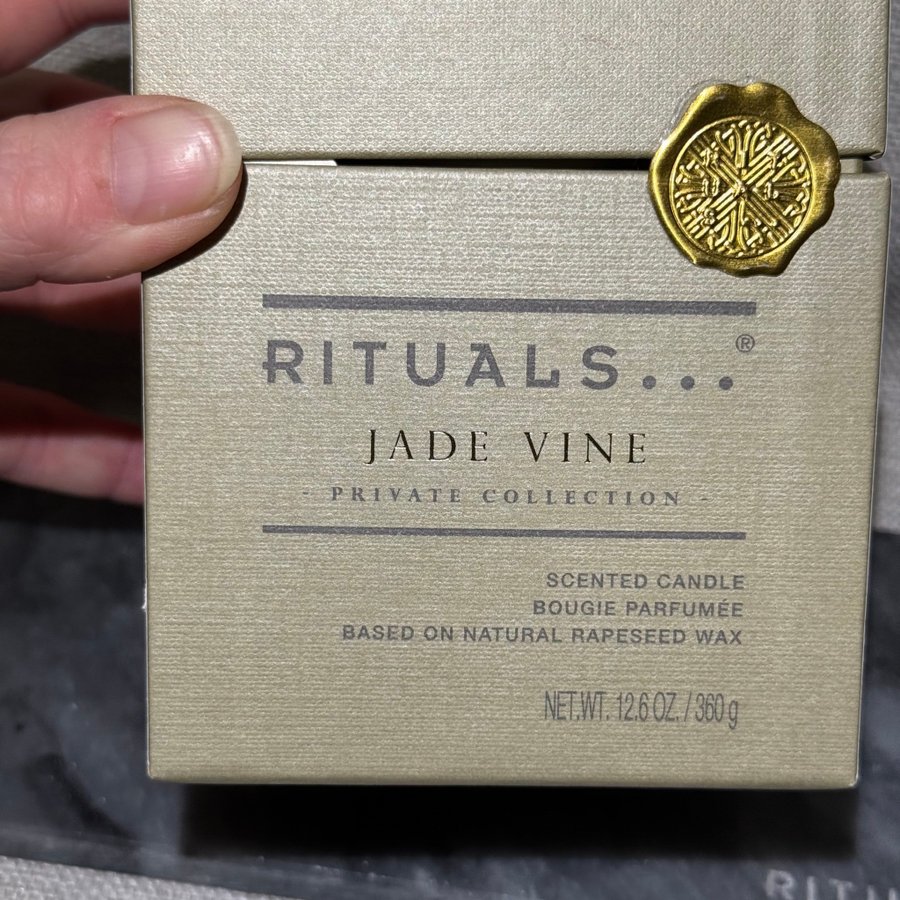 RITUALS...®
JADE VINE
- PRIVATE COLLECTION -
SCENTED CANDLE
BOUGIE PARFUMÉE
BASED ON NATURAL RAPESEED WAX
NET.WT. 12.6 OZ. / 360 g